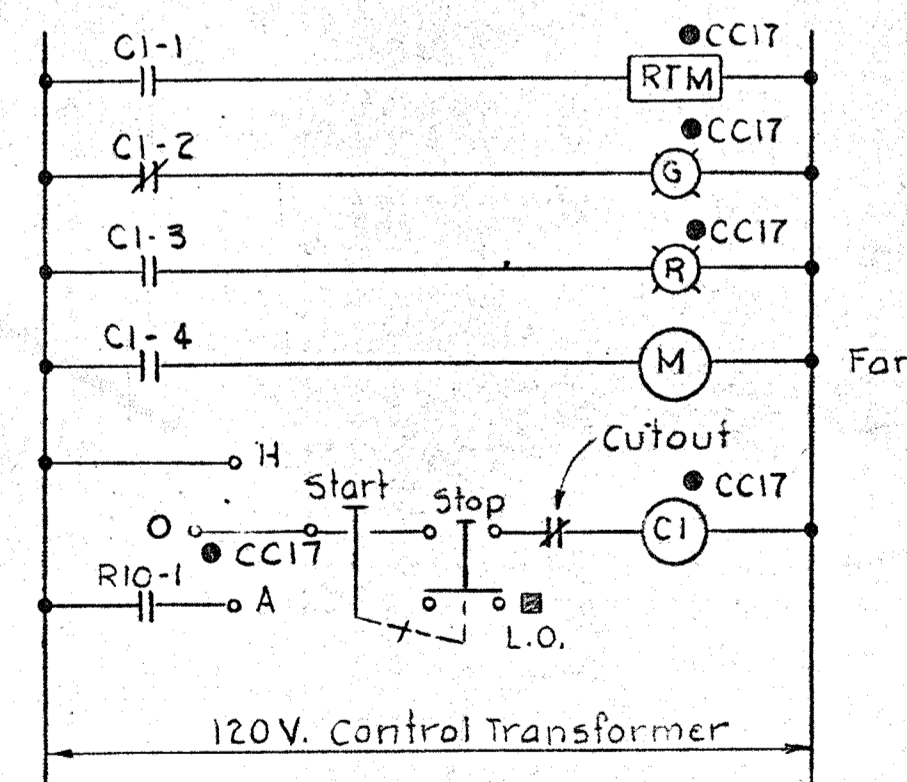 C1-1
CC17
RTM
C1-2
CC17
G
C1-3
CC17
R
C1-4
M
Far
H
Cutout
Start
Stop
CC17
O
CC17
C1
R10-1
A
L.O.
120V. Control Transformer